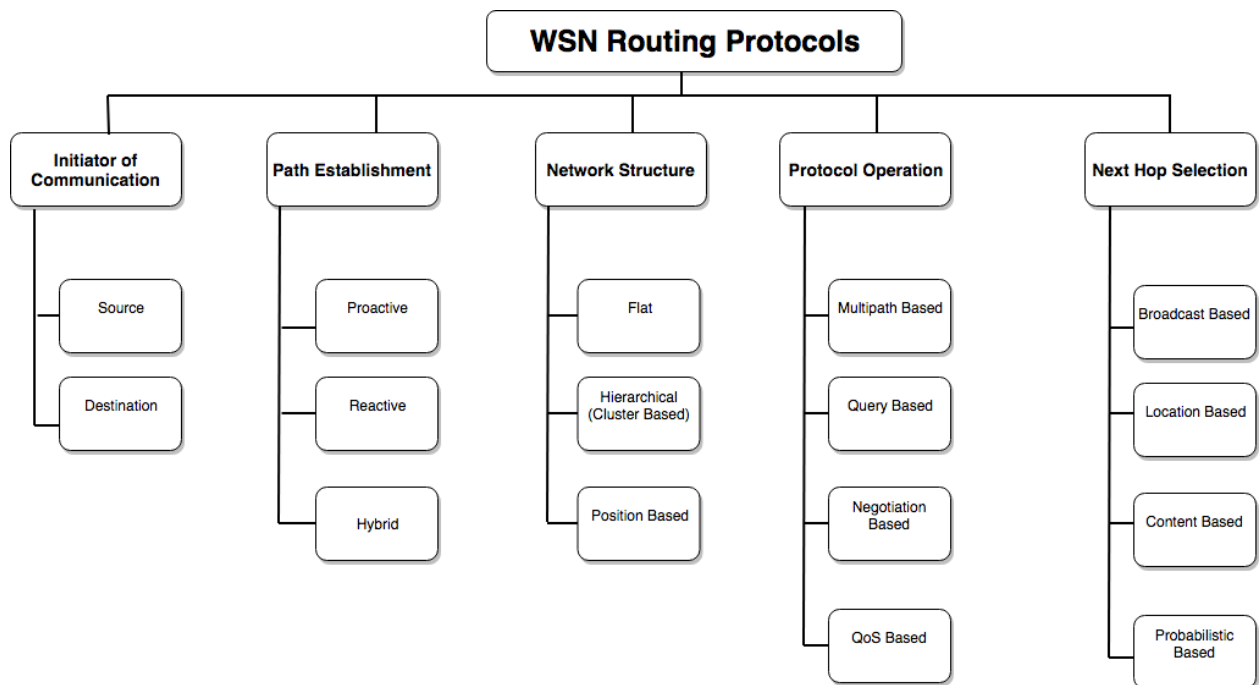 WSN Routing Protocols
Initiator of
Communication
Path Establishment
Network Structure
Protocol Operation
Next Hop Selection
Source
Destination
Proactive
Reactive
Hybrid
Flat
Hierarchical
(Cluster Based)
Position Based
Multipath Based
Query Based
Negotiation
Based
QoS Based
Broadcast Based
Location Based
Content Based
Probabilistic
Based